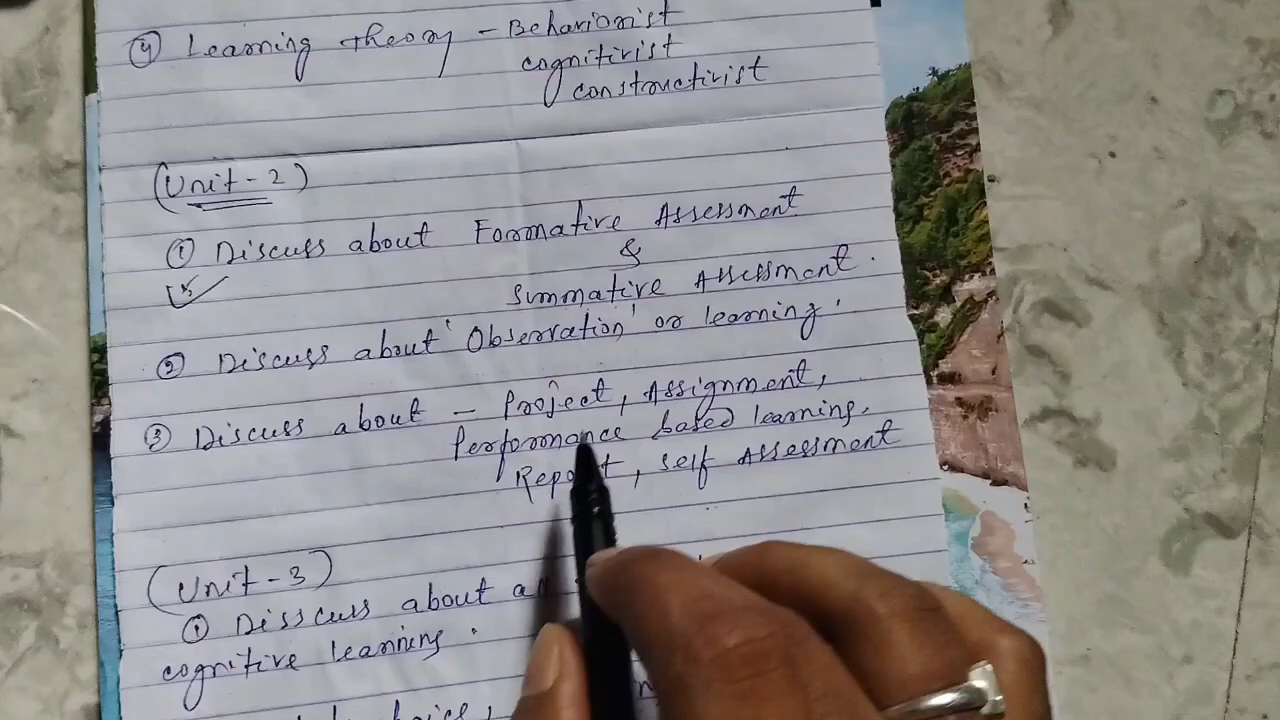 ④ Learning theory - Behaviorist
cognitivist
constructivist
(Unit-2)
① Discuss about Formative Assessment
&
Summative Assessment.
② Discuss about 'Observation' or learning.
③ Discuss about - Project, Assignment,
Performance based learning.
Report, Self Assessment
(Unit-3)
① Disscuss about all
cognitive learning.